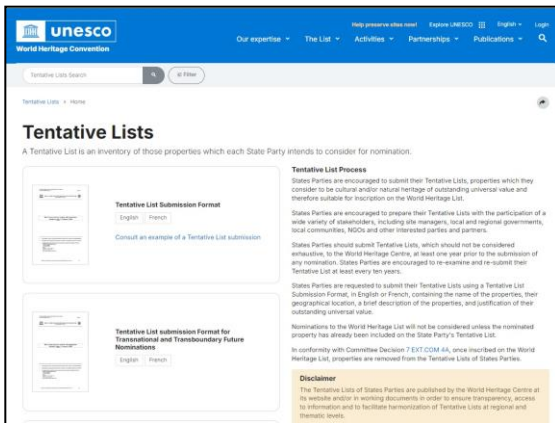 unesco
World Heritage Convention
Help preserve sites now!
Explore UNESCO
English
Login
Our expertise
The List
Activities
Partnerships
Publications
Tentative Lists Search
Filter
Tentative Lists > Home
Tentative Lists
A Tentative List is an inventory of those properties which each State Party intends to consider for nomination.
Tentative List Submission Format
English French
Consult an example of a Tentative List submission
Tentative List submission Format for
Transnational and Transboundary Future
Nominations
English French
Tentative List Process
States Parties are encouraged to submit their Tentative Lists, properties which they
consider to be cultural and/or natural heritage of outstanding universal value and
therefore suitable for inscription on the World Heritage List.
States Parties are encouraged to prepare their Tentative Lists with the participation of a
wide variety of stakeholders, including site managers, local and regional governments,
local communities, NGOs and other interested parties and partners.
States Parties should submit Tentative Lists, which should not be considered
exhaustive, to the World Heritage Centre, at least one year prior to the submission of
any nomination. States Parties are encouraged to re-examine and re-submit their
Tentative List at least every ten years.
States Parties are requested to submit their Tentative Lists using a Tentative List
Submission Format, in English or French, containing the name of the properties, their
geographical location, a brief description of the properties, and justification of their
outstanding universal value.
Nominations to the World Heritage List will not be considered unless the nominated
property has already been included on the State Party's Tentative List.
In conformity with Committee Decision 7 EXT.COM 4A, once inscribed on the World
Heritage List, properties are removed from the Tentative Lists of States Parties.
Disclaimer
The Tentative Lists of States Parties are published by the World Heritage Centre at
its website and/or in working documents in order to ensure transparency, access
to information and to facilitate harmonization of Tentative Lists at regional and
thematic levels.